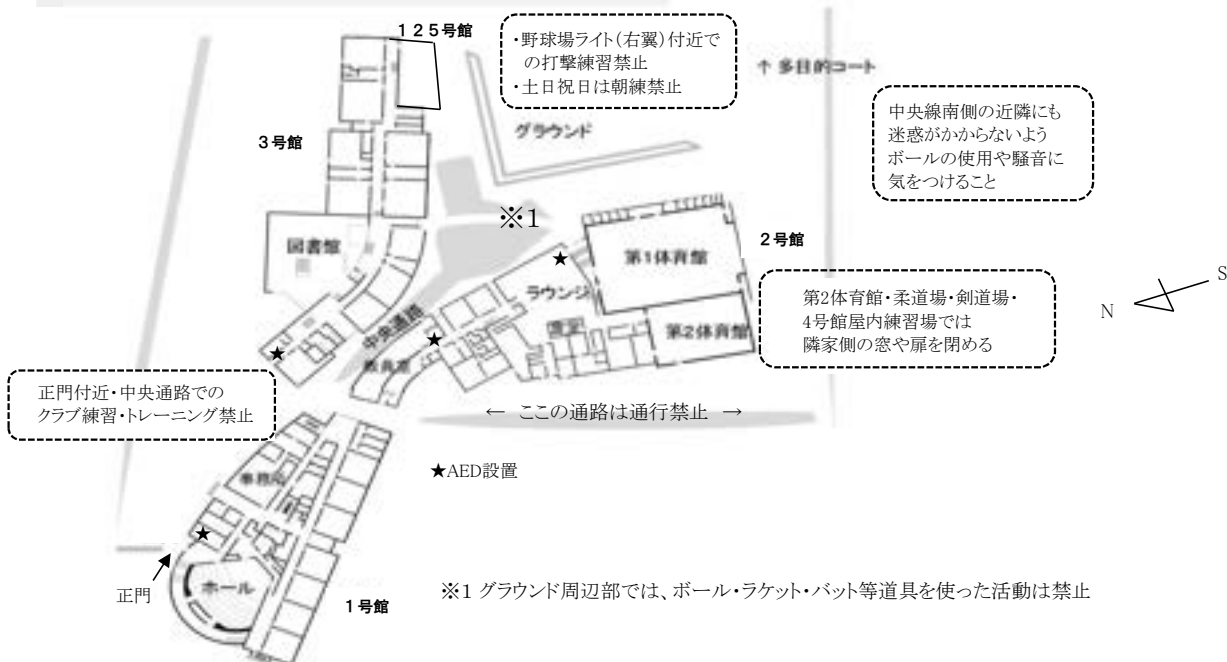 125号館
・野球場ライト(右翼)付近で
の打撃練習禁止
・土日祝日は朝練禁止
↑多目的コート
グラウンド
中央線南側の近隣にも
迷惑がかからないよう
ボールの使用や騒音に
気をつけること
3号館
※1
図書館
★
第1体育館
2号館
ラウンジ
第2体育館・柔道場・剣道場・
4号館屋内練習場では
隣家側の窓や扉を閉める
S
N
中央通路
★
第2体育館
★
教員室
正門付近・中央通路での
クラブ練習・トレーニング禁止
← ここの通路は通行禁止 →
★AED設置
事務室
★
正門
ホール
1号館
※1 グラウンド周辺部では、ボール・ラケット・バット等道具を使った活動は禁止